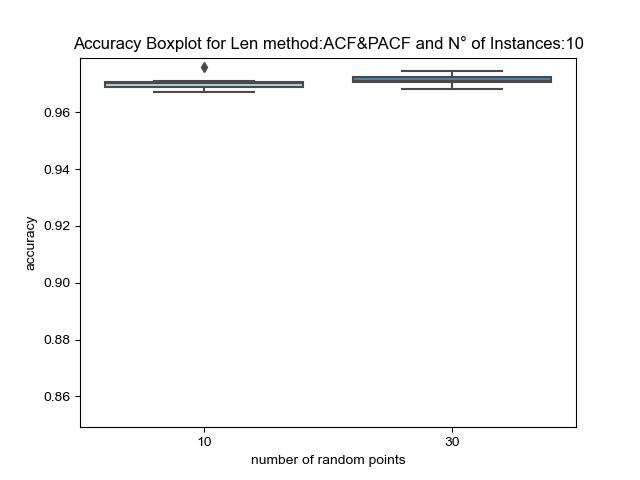 Accuracy Boxplot for Len method:ACF&PACF and N° of Instances:10
0.96
0.94
0.92
0.90
0.88
0.86
accuracy
10
30
number of random points